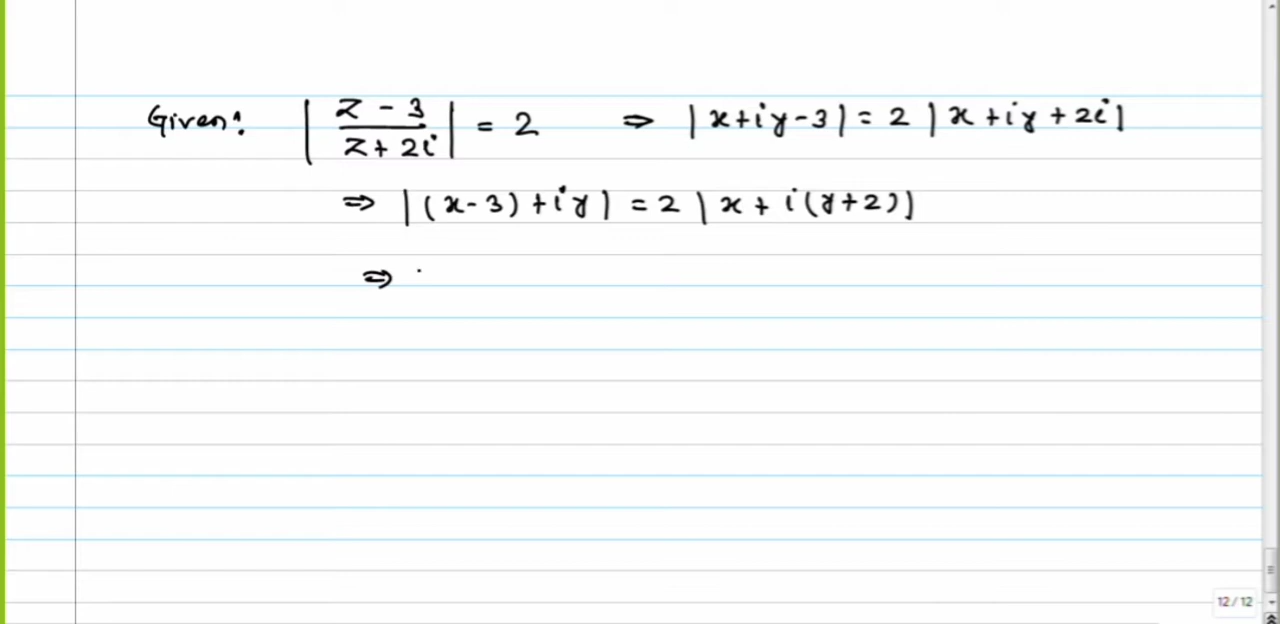 Given: | z - 3 / z + 2i | = 2 ⇒ | x + iy - 3 | = 2 | x + iy + 2i |
⇒ | (x - 3) + iy | = 2 | x + i(y + 2) |
⇒
12 / 12